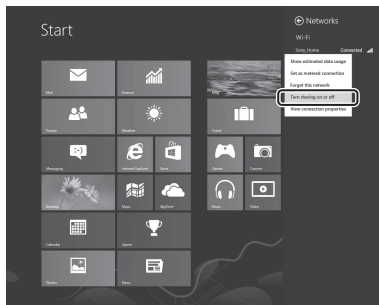 Start
Networks
Wi-Fi
Sony_Home Connected
Show estimated data usage
Set as metered connection
Forget this network
Turn sharing on or off
View connection properties
Mail
Finance
People
Weather
Travel
Messaging
Internet Explorer
Store
Games
Camera
Desktop
Maps
SkyDrive
Music
Video
Calendar
Sports
Photos
News